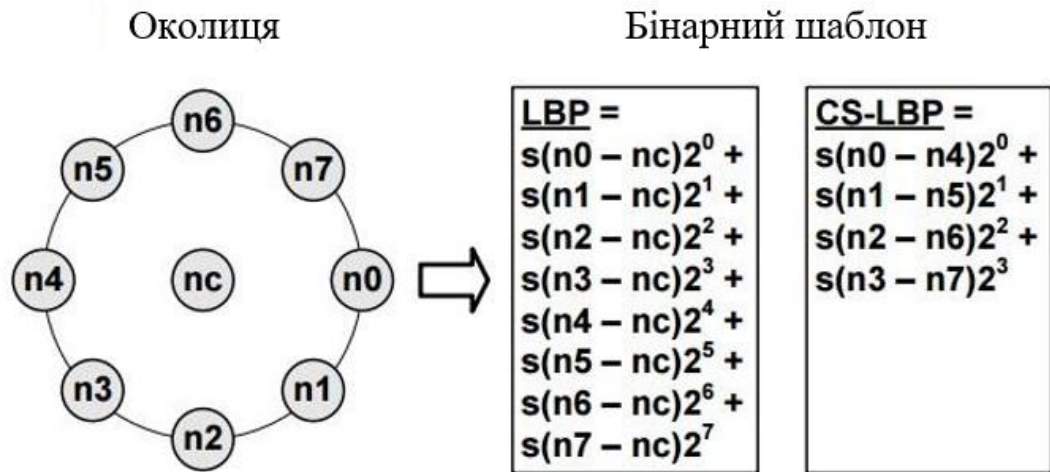 Околиця
Бінарний шаблон
n6
n5
n7
n4
nc
n0
n3
n1
n2
LBP =
s(n0 – nc)2⁰ +
s(n1 – nc)2¹ +
s(n2 – nc)2² +
s(n3 – nc)2³ +
s(n4 – nc)2⁴ +
s(n5 – nc)2⁵ +
s(n6 – nc)2⁶ +
s(n7 – nc)2⁷
CS-LBP =
s(n0 – n4)2⁰ +
s(n1 – n5)2¹ +
s(n2 – n6)2² +
s(n3 – n7)2³